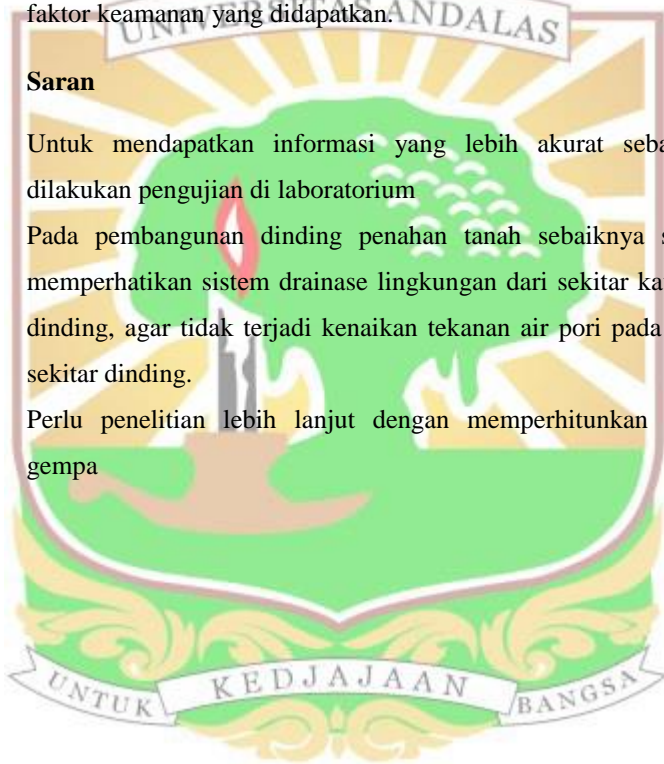 faktor keamanan yang didapatkan.
UNIVERSITAS ANDALAS
Saran
Untuk mendapatkan informasi yang lebih akurat seba
dilakukan pengujian di laboratorium
Pada pembangunan dinding penahan tanah sebaiknya s
memperhatikan sistem drainase lingkungan dari sekitar ka
dinding, agar tidak terjadi kenaikan tekanan air pori pada
sekitar dinding.
Perlu penelitian lebih lanjut dengan memperhitunkan
gempa
UNTUK KEDJAJAAN BANGSA